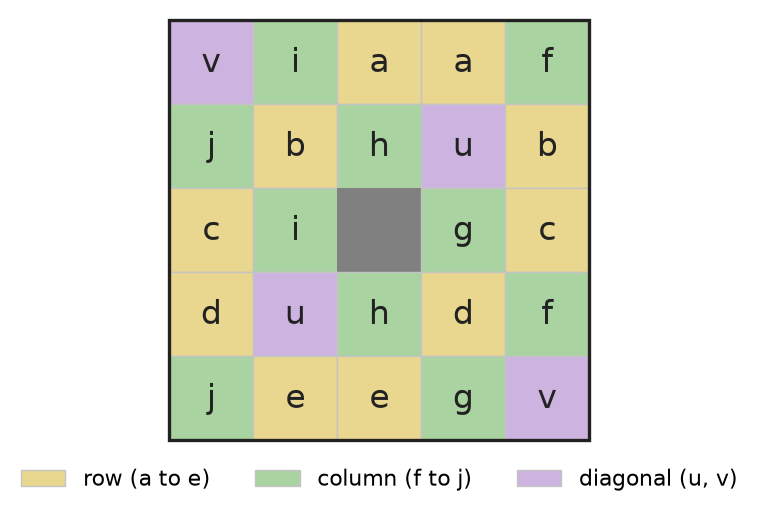 v i a a f
j b h u b
c i g c
d u h d f
j e e g v
row (a to e) column (f to j) diagonal (u, v)